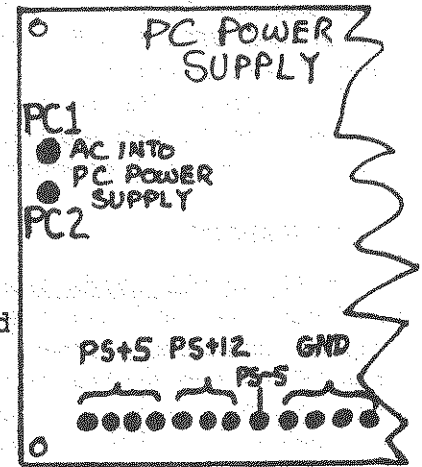 PC POWER
SUPPLY
PC1
AC INTO
PC POWER
SUPPLY
PC2
d
PS+5 PS+12 GND
PS-5